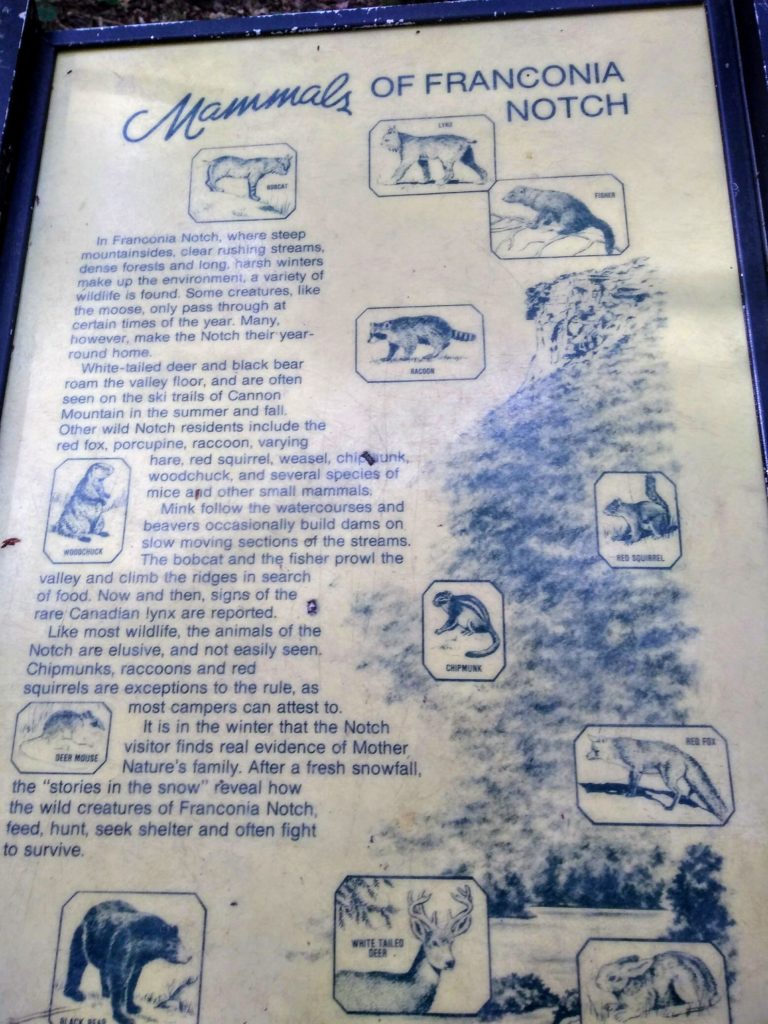 Mammals OF FRANCONIA
NOTCH
LYNX
BOBCAT
FISHER
In Franconia Notch, where steep
mountainsides, clear rushing streams,
dense forests and long, harsh winters
make up the environment, a variety of
wildlife is found. Some creatures, like
the moose, only pass through at
certain times of the year. Many,
however, make the Notch their year-
round home.
RACOON
White-tailed deer and black bear
roam the valley floor, and are often
seen on the ski trails of Cannon
Mountain in the summer and fall.
Other wild Notch residents include the
red fox, porcupine, raccoon, varying
hare, red squirrel, weasel, chipmunk,
woodchuck, and several species of
mice and other small mammals.
Mink follow the watercourses and
beavers occasionally build dams on
slow moving sections of the streams.
The bobcat and the fisher prowl the
valley and climb the ridges in search
of food. Now and then, signs of the
rare Canadian lynx are reported.
WOODCHUCK
RED SQUIRREL
Like most wildlife, the animals of the
Notch are elusive, and not easily seen.
Chipmunks, raccoons and red
squirrels are exceptions to the rule, as
most campers can attest to.
CHIPMUNK
It is in the winter that the Notch
visitor finds real evidence of Mother
Nature's family. After a fresh snowfall,
the "stories in the snow" reveal how
the wild creatures of Franconia Notch,
feed, hunt, seek shelter and often fight
to survive.
DEER MOUSE
RED FOX
WHITE TAILED
DEER
BLACK BEAR